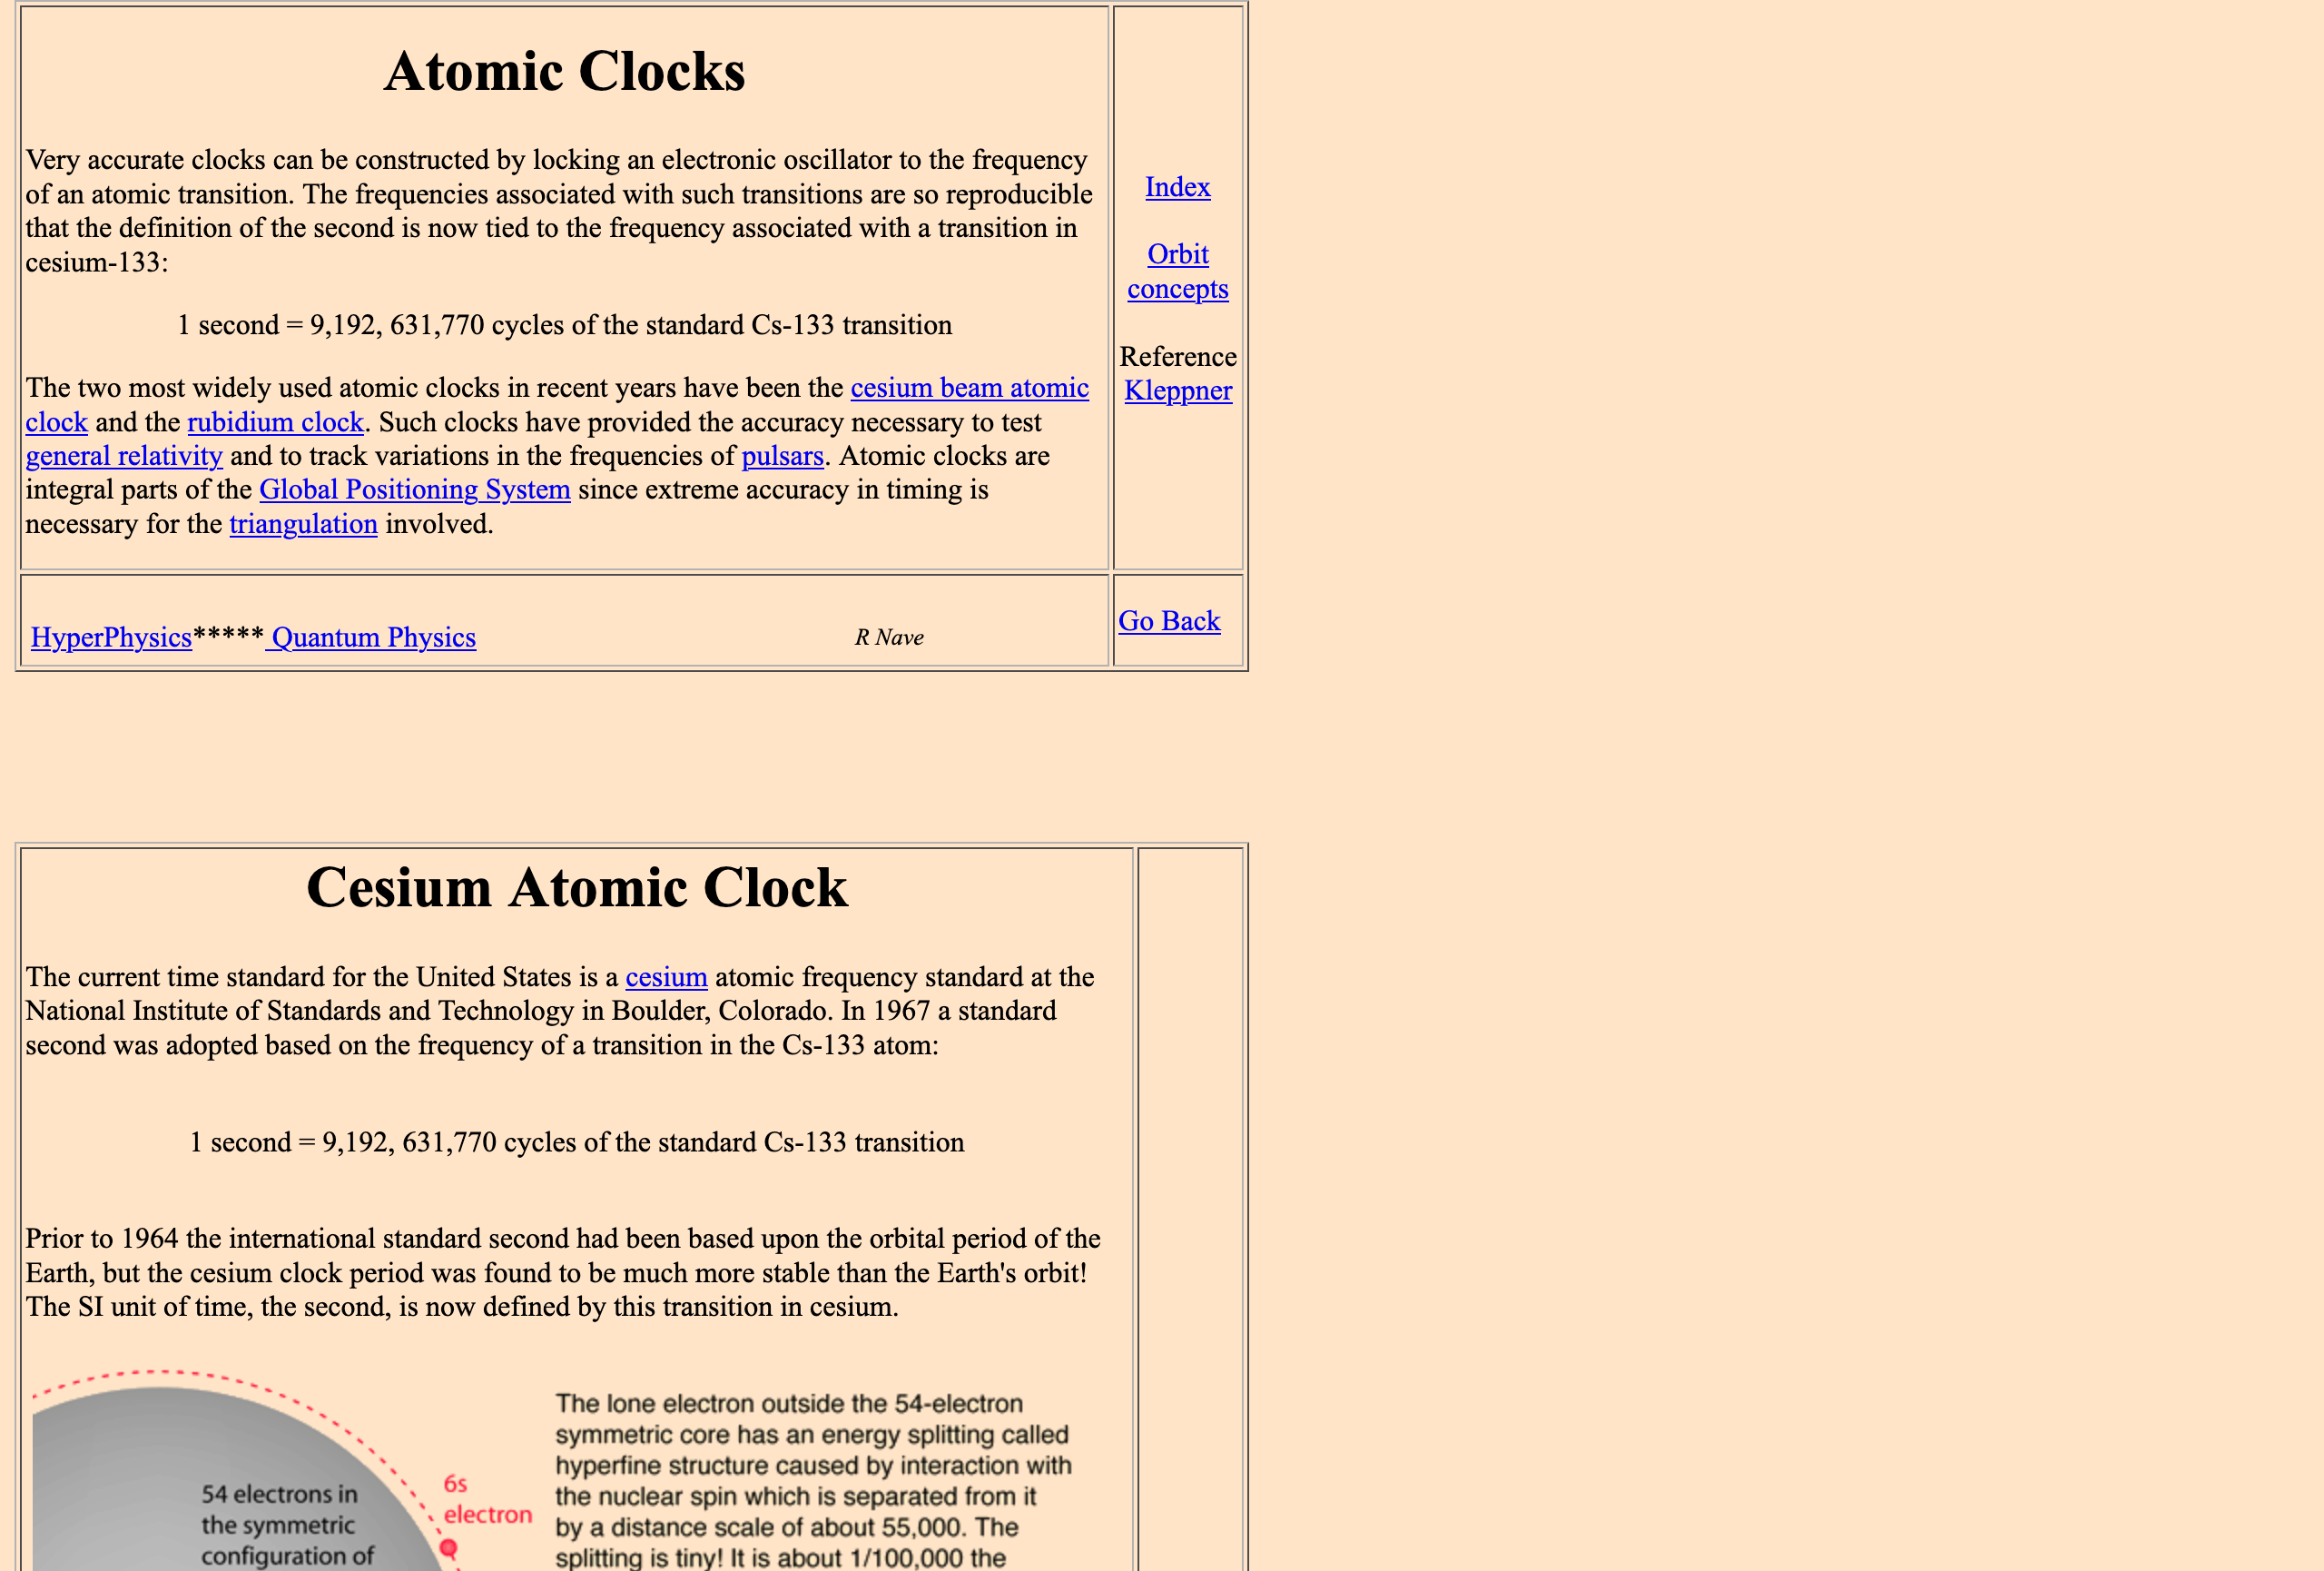 Atomic Clocks
Very accurate clocks can be constructed by locking an electronic oscillator to the frequency
of an atomic transition. The frequencies associated with such transitions are so reproducible
that the definition of the second is now tied to the frequency associated with a transition in
cesium-133:
1 second = 9,192, 631,770 cycles of the standard Cs-133 transition
The two most widely used atomic clocks in recent years have been the cesium beam atomic
clock and the rubidium clock. Such clocks have provided the accuracy necessary to test
general relativity and to track variations in the frequencies of pulsars. Atomic clocks are
integral parts of the Global Positioning System since extreme accuracy in timing is
necessary for the triangulation involved.
Index
Orbit
concepts
Reference
Kleppner
HyperPhysics***** Quantum Physics
R Nave
Go Back
Cesium Atomic Clock
The current time standard for the United States is a cesium atomic frequency standard at the
National Institute of Standards and Technology in Boulder, Colorado. In 1967 a standard
second was adopted based on the frequency of a transition in the Cs-133 atom:
1 second = 9,192, 631,770 cycles of the standard Cs-133 transition
Prior to 1964 the international standard second had been based upon the orbital period of the
Earth, but the cesium clock period was found to be much more stable than the Earth's orbit!
The SI unit of time, the second, is now defined by this transition in cesium.
54 electrons in
the symmetric
configuration of
6s
electron
The lone electron outside the 54-electron
symmetric core has an energy splitting called
hyperfine structure caused by interaction with
the nuclear spin which is separated from it
by a distance scale of about 55,000. The
splitting is tiny! It is about 1/100,000 the